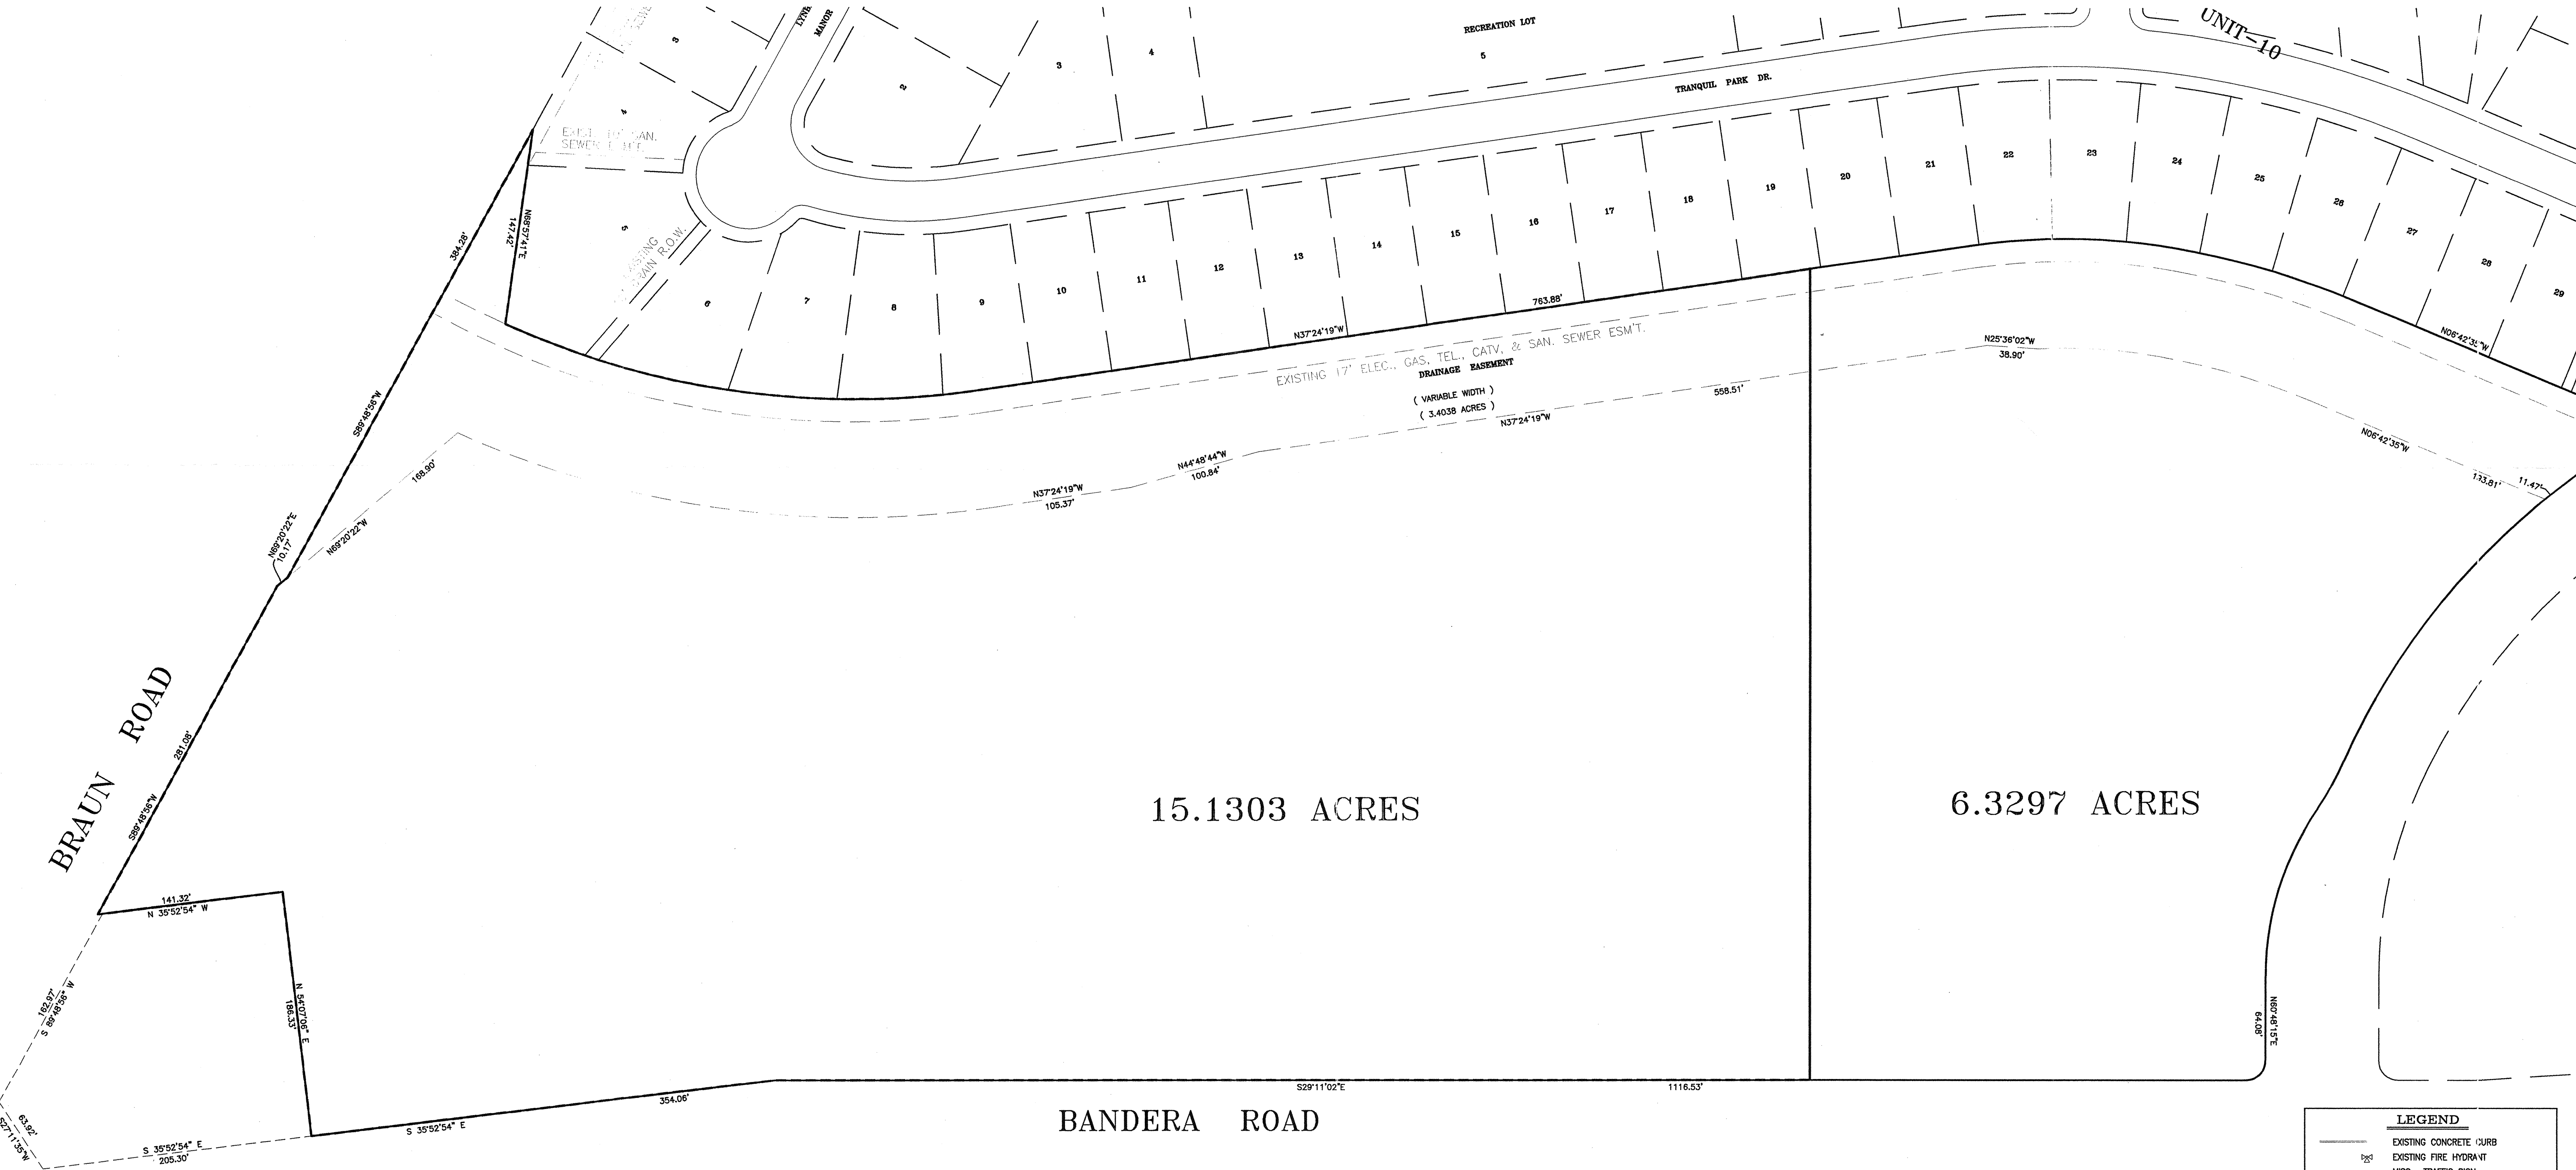 MANOR
RECREATION LOT
5
UNIT-10
3
4
2
3
4
TRANQUIL PARK DR.
SAN.
5
R.O.W.
6
7
8
9
10
11
12
13
14
15
16
17
18
19
20
21
22
23
24
25
26
27
28
29
N68°57'41"E
147.42'
384.28'
S89°48'56"W
763.88'
N37°24'19"W
EXISTING 17' ELEC., GAS, TEL., CATV, & SAN. SEWER ESM'T.
DRAINAGE EASEMENT
( VARIABLE WIDTH )
( 3.4038 ACRES )
N37°24'19"W
558.51'
N25°36'02"W
38.90'
N06°42'35"W
N06°42'35"W
11.47'
168.90'
N69°20'22"W
N69°20'22"E
10.17'
N37°24'19"W
105.37'
N44°48'44"W
100.84'
BRAUN ROAD
281.08'
S89°48'56"W
15.1303 ACRES
6.3297 ACRES
141.32'
N 35°52'54" W
N 54°07'06" E
186.33'
162.97'
S 89°48'56" W
63.92'
S27°11'35"W
S 35°52'54" E
205.30'
S 35°52'54" E
354.06'
S29°11'02"E
1116.53'
N60°48'15"E
64.08'
BANDERA ROAD
LEGEND
EXISTING CONCRETE CURB
EXISTING FIRE HYDRANT